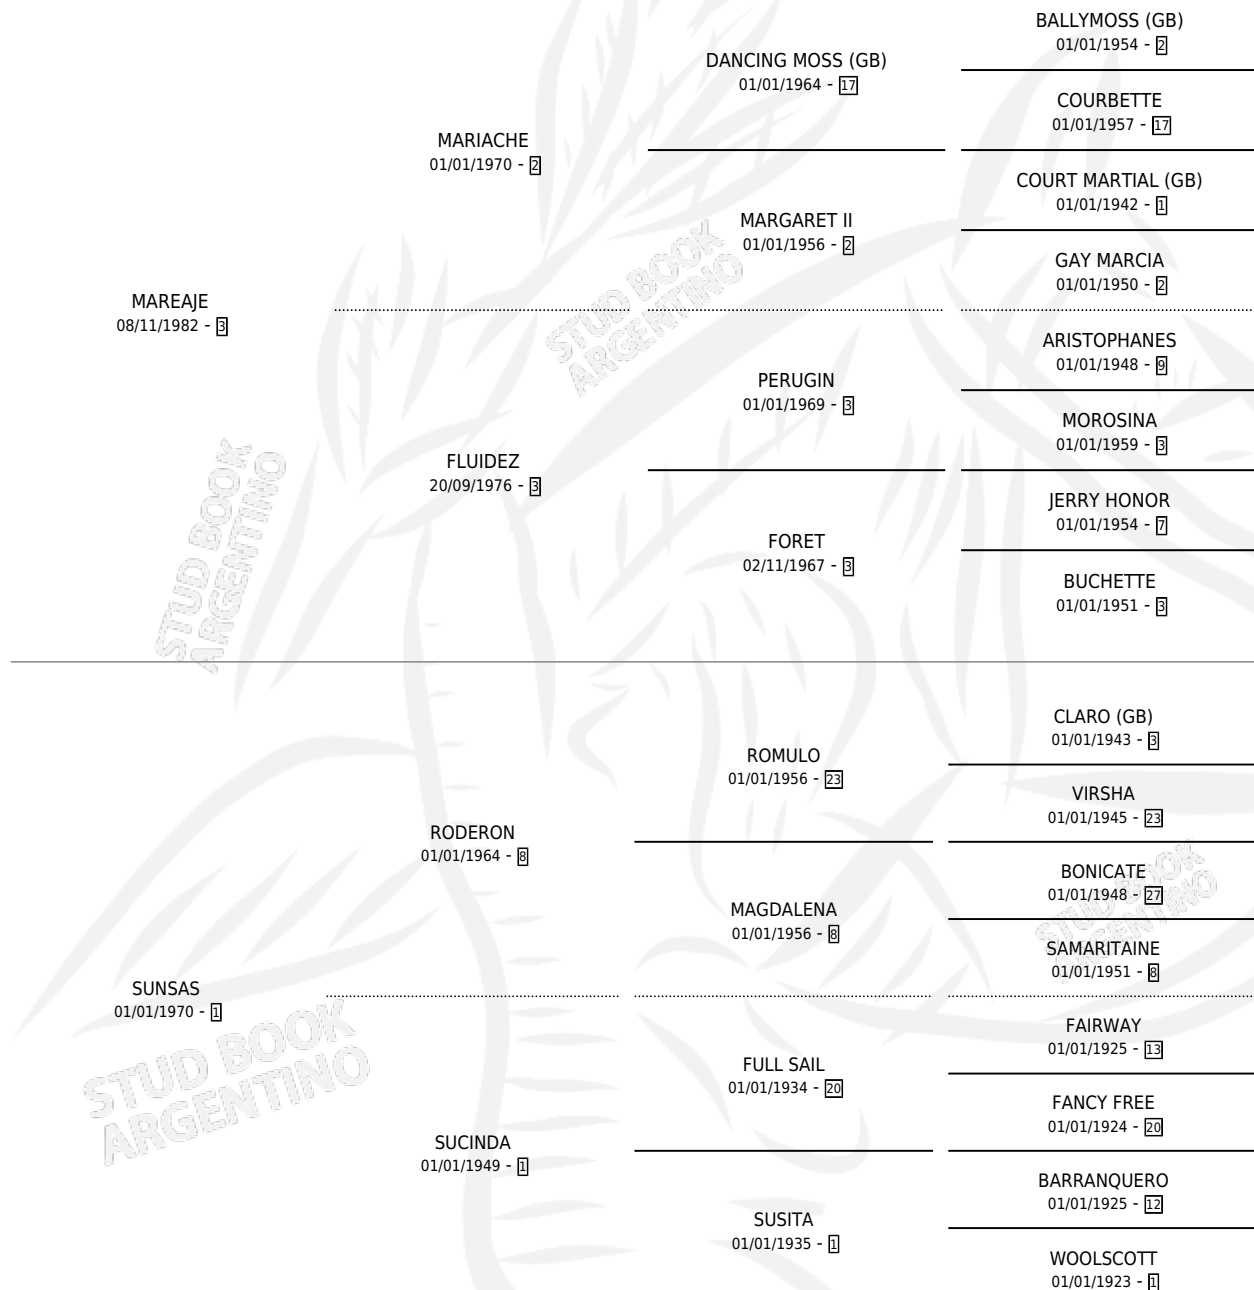 MAREAJE
08/11/1982 - 3
MARIACHE
01/01/1970 - 2
FLUIDEZ
20/09/1976 - 3
DANCING MOSS (GB)
01/01/1964 - 17
MARGARET II
01/01/1956 - 2
PERUGIN
01/01/1969 - 3
FORET
02/11/1967 - 3
BALLYMOSS (GB)
01/01/1954 - 2
COURBETTE
01/01/1957 - 17
COURT MARTIAL (GB)
01/01/1942 - 1
GAY MARCIA
01/01/1950 - 2
ARISTOPHANES
01/01/1948 - 9
MOROSINA
01/01/1959 - 3
JERRY HONOR
01/01/1954 - 7
BUCHETTE
01/01/1951 - 3
SUNSAS
01/01/1970 - 1
RODERON
01/01/1964 - 8
SUCINDA
01/01/1949 - 1
ROMULO
01/01/1956 - 23
MAGDALENA
01/01/1956 - 8
FULL SAIL
01/01/1934 - 20
SUSITA
01/01/1935 - 1
CLARO (GB)
01/01/1943 - 3
VIRSHA
01/01/1945 - 23
BONICATE
01/01/1948 - 27
SAMARITAINE
01/01/1951 - 8
FAIRWAY
01/01/1925 - 13
FANCY FREE
01/01/1924 - 20
BARRANQUERO
01/01/1925 - 12
WOOLSCOTT
01/01/1923 - 1
STUD BOOK
ARGENTINO
STUD BOOK
ARGENTINO
STUD BOOK
ARGENTINO
STUD BOOK
ARGENTINO